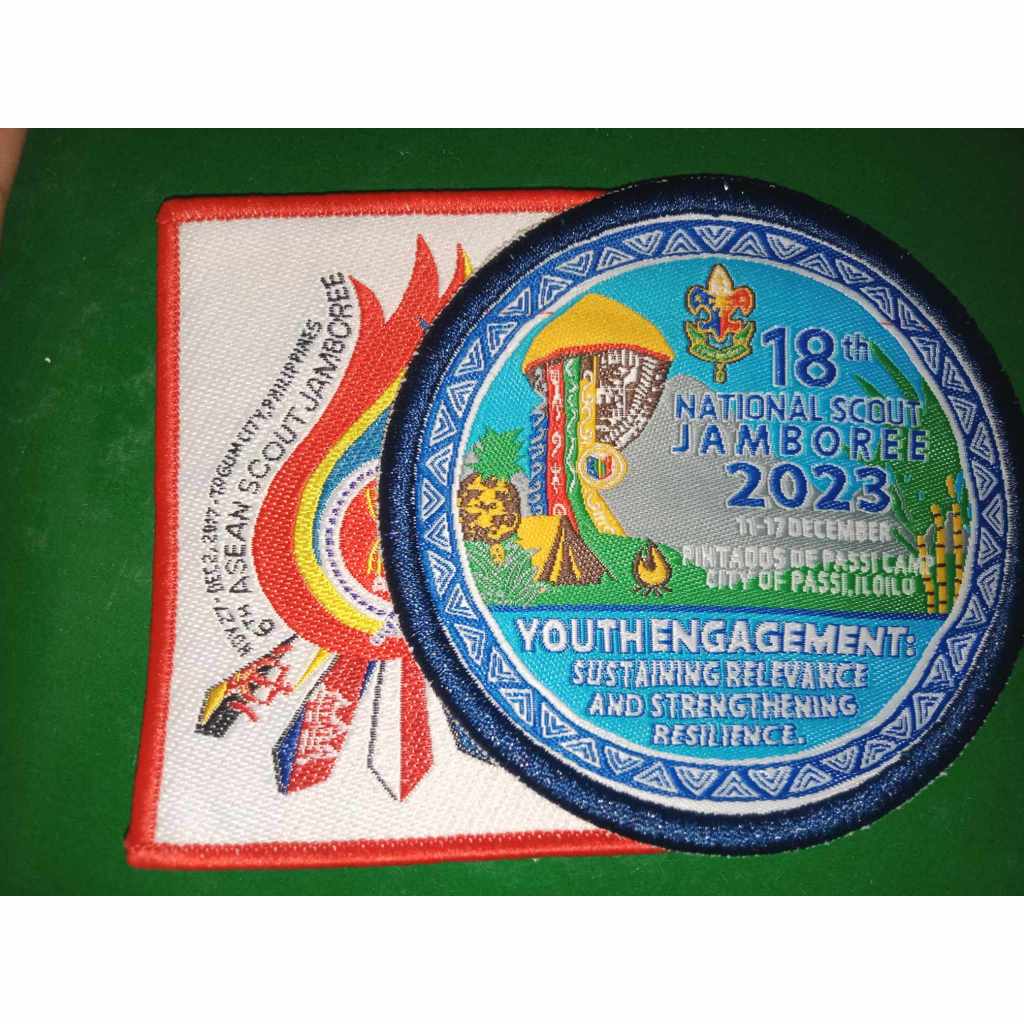 NOV.27 - DEC.2, 2017 - TAGUM CITY, PHILIPPINES
6TH ASEAN SCOUT JAMBOREE
18th
NATIONAL SCOUT
JAMBOREE
2023
11-17 DECEMBER
PINTADOS DE PASSI CAMP
CITY OF PASSI, ILOILO
YOUTH ENGAGEMENT:
SUSTAINING RELEVANCE
AND STRENGTHENING
RESILIENCE.